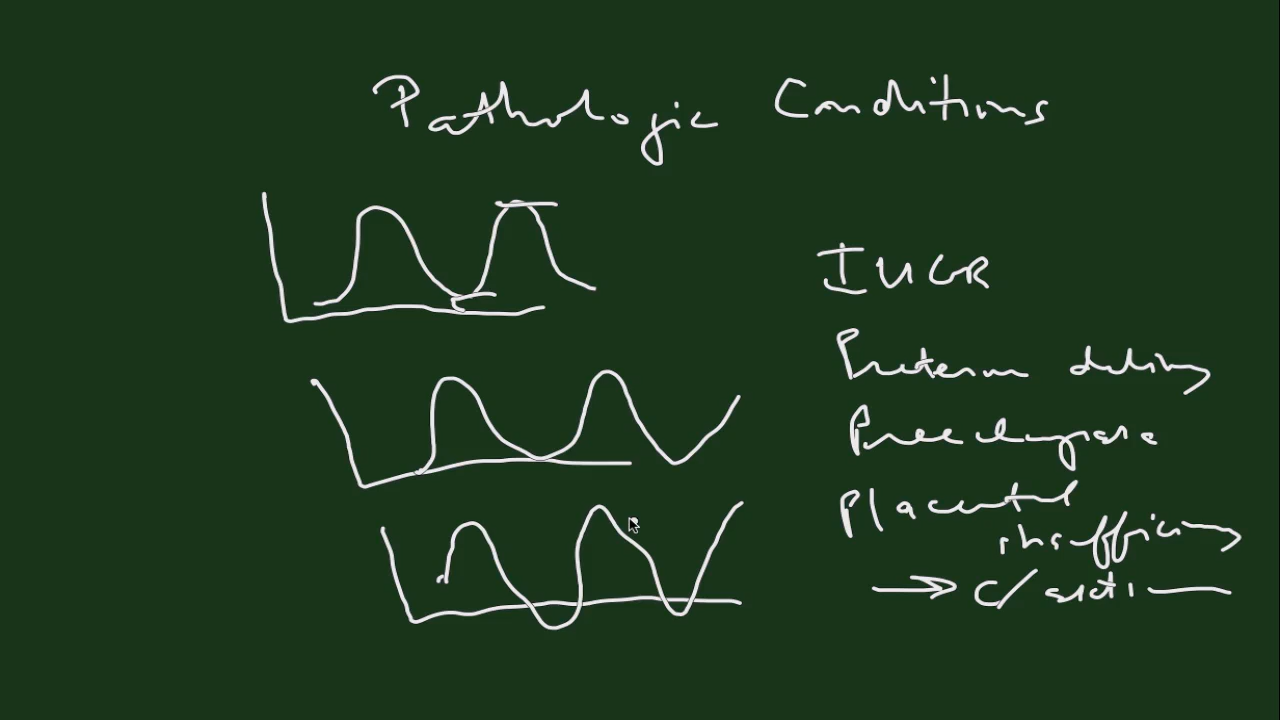 Pathologic Conditions
IUGR
Preterm delivery
Preeclampsia
Placental
insufficiency
→ C/section